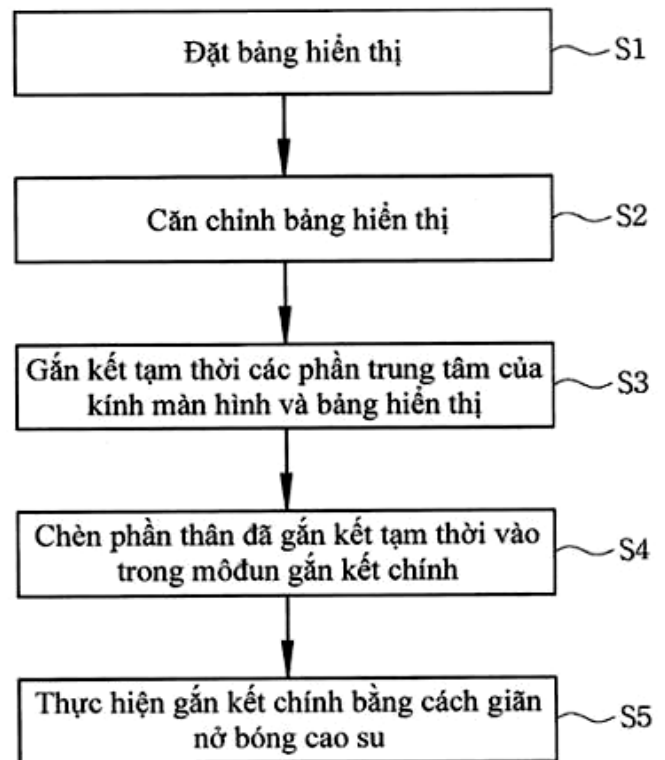 Đặt bảng hiển thị
S1
Căn chỉnh bảng hiển thị
S2
Gắn kết tạm thời các phần trung tâm của
kính màn hình và bảng hiển thị
S3
Chèn phần thân đã gắn kết tạm thời vào
trong môđun gắn kết chính
S4
Thực hiện gắn kết chính bằng cách giãn
nở bóng cao su
S5